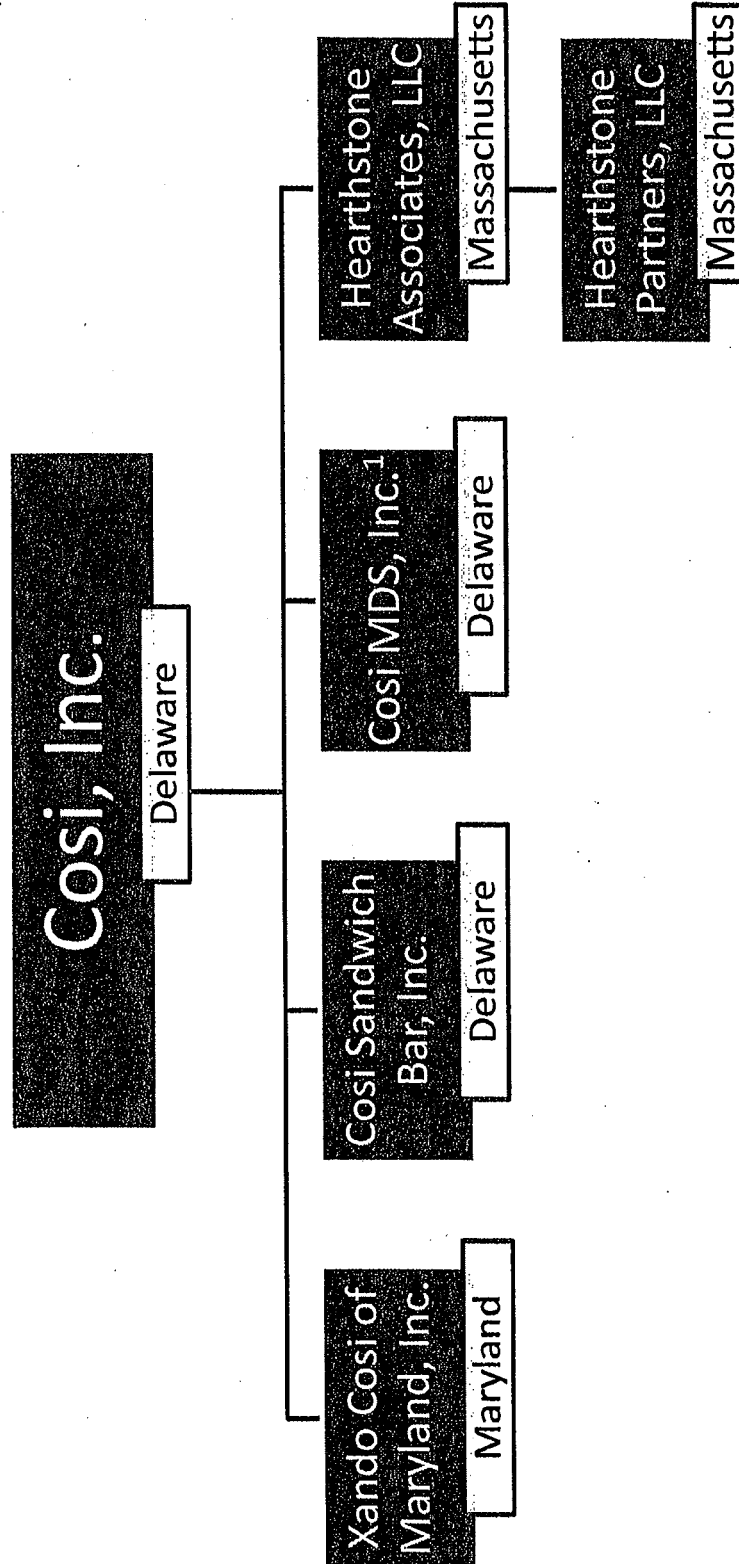 Cosi, Inc.
Delaware
Xando Cosi of
Maryland, Inc.
Maryland
Cosi Sandwich
Bar, Inc.
Delaware
Cosi MDS, Inc.¹
Delaware
Hearthstone
Associates, LLC
Massachusetts
Hearthstone
Partners, LLC
Massachusetts